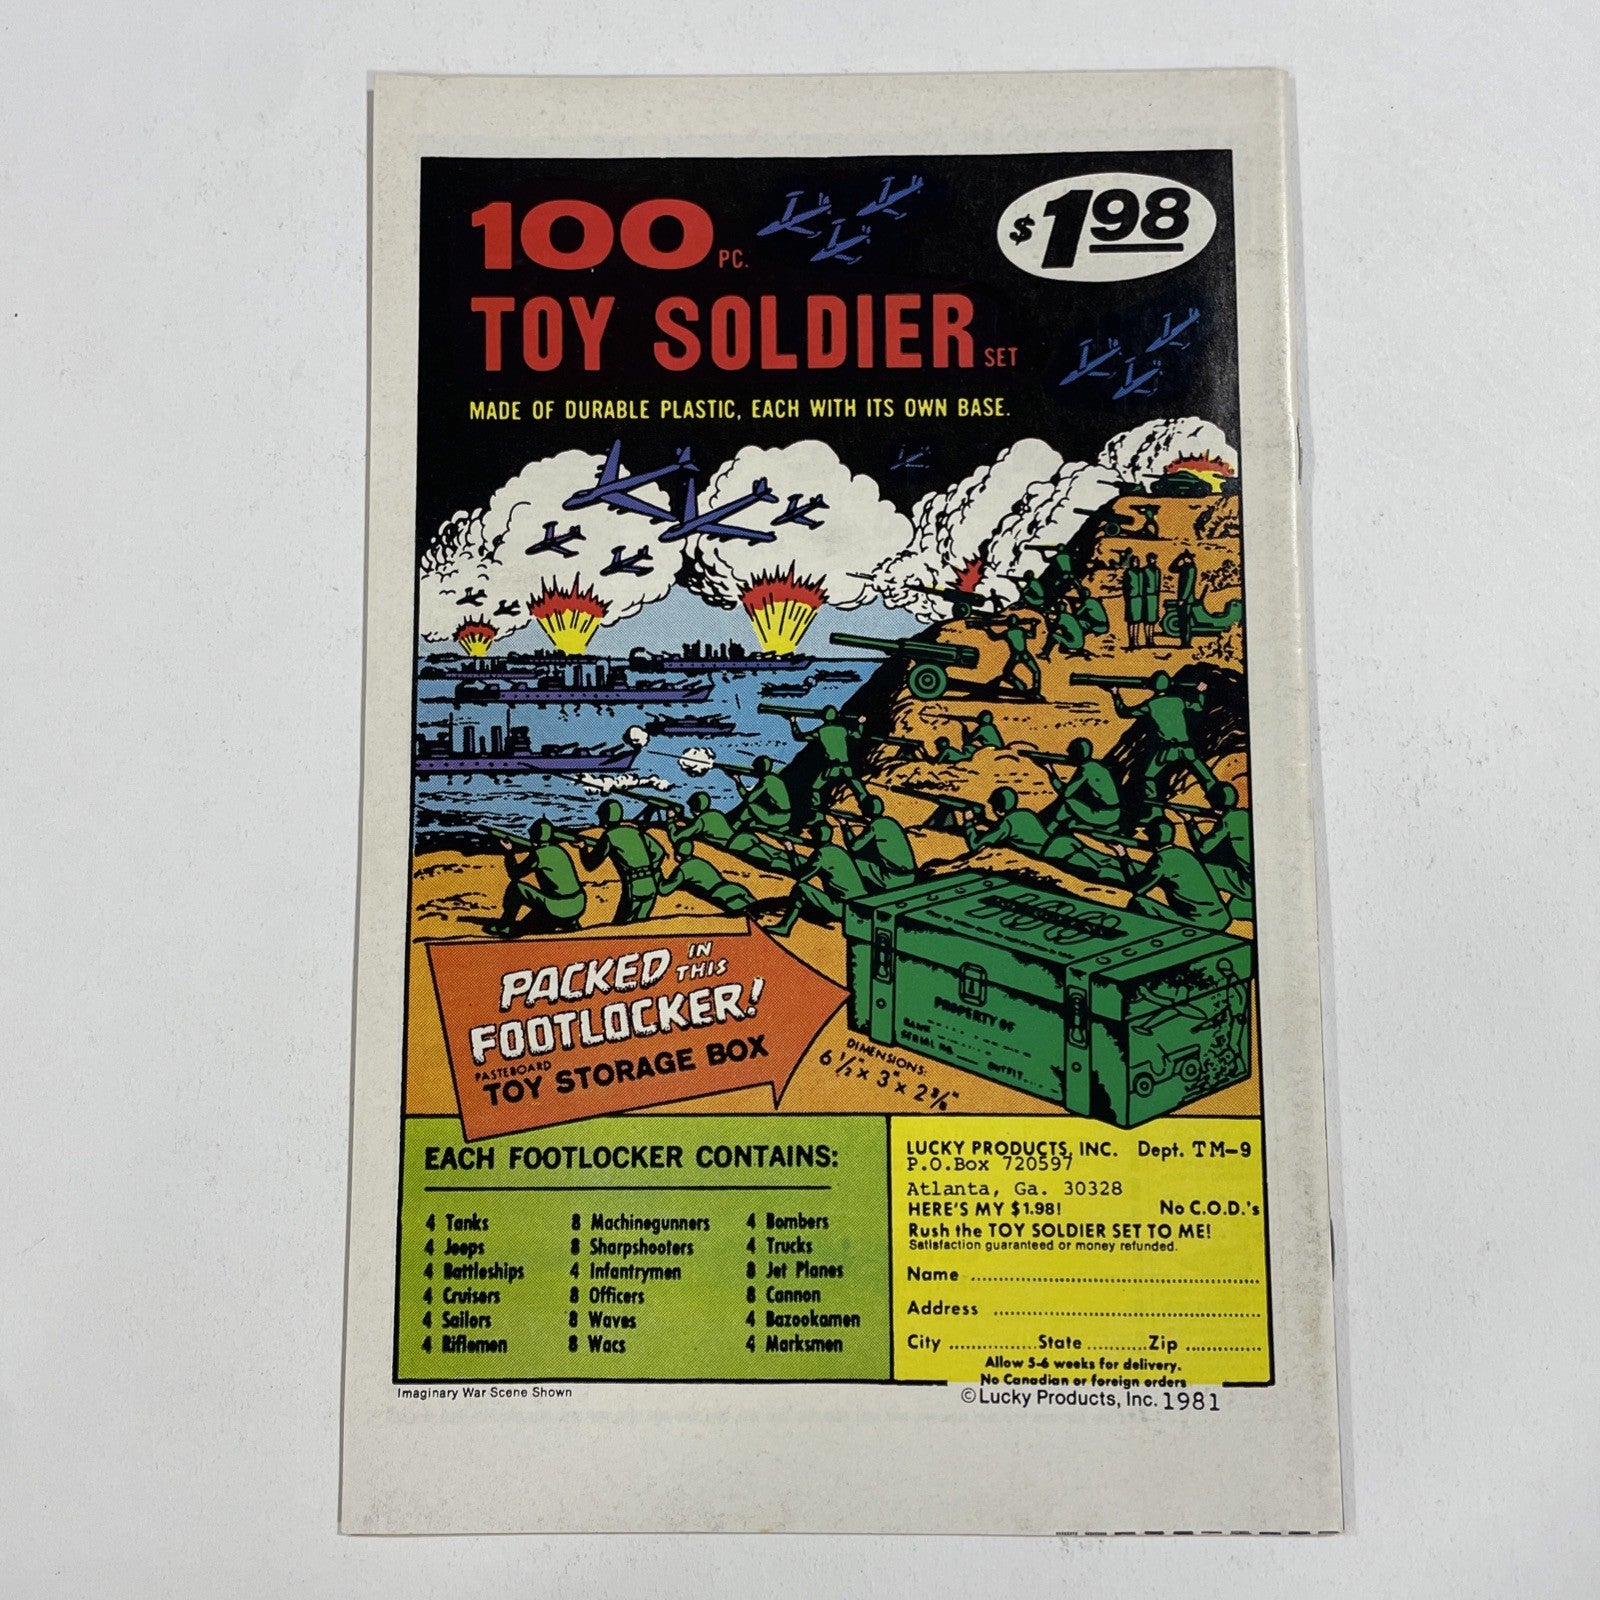 100 PC.
$1.98
TOY SOLDIER SET
MADE OF DURABLE PLASTIC, EACH WITH ITS OWN BASE.
PACKED IN THIS
FOOTLOCKER!
PASTEBOARD
TOY STORAGE BOX
100
PROPERTY OF
NAME
SERIAL NO.
OUTFIT
DIMENSIONS:
6 1/2" x 3" x 2 3/8"
EACH FOOTLOCKER CONTAINS:
4 Tanks
4 Jeeps
4 Battleships
4 Cruisers
4 Sailors
4 Riflemen
8 Machinegunners
8 Sharpshooters
4 Infantrymen
8 Officers
8 Waves
8 Wacs
4 Bombers
4 Trucks
8 Jet Planes
8 Cannon
4 Bazookamen
4 Marksmen
LUCKY PRODUCTS, INC. Dept. TM-9
P.O.Box 720597
Atlanta, Ga. 30328
HERE'S MY $1.98! No C.O.D.'s
Rush the TOY SOLDIER SET TO ME!
Satisfaction guaranteed or money refunded.
Name
Address
City State Zip
Allow 5-6 weeks for delivery.
No Canadian or foreign orders
Imaginary War Scene Shown
© Lucky Products, Inc. 1981